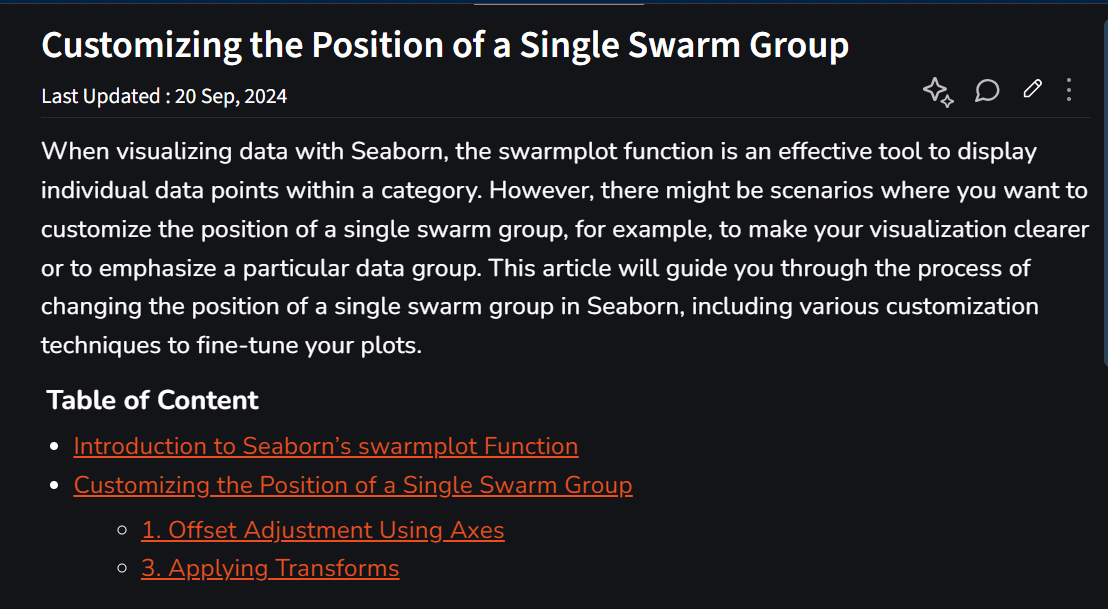 Customizing the Position of a Single Swarm Group
Last Updated : 20 Sep, 2024
When visualizing data with Seaborn, the swarmplot function is an effective tool to display
individual data points within a category. However, there might be scenarios where you want to
customize the position of a single swarm group, for example, to make your visualization clearer
or to emphasize a particular data group. This article will guide you through the process of
changing the position of a single swarm group in Seaborn, including various customization
techniques to fine-tune your plots.
Table of Content
Introduction to Seaborn’s swarmplot Function
Customizing the Position of a Single Swarm Group
1. Offset Adjustment Using Axes
3. Applying Transforms